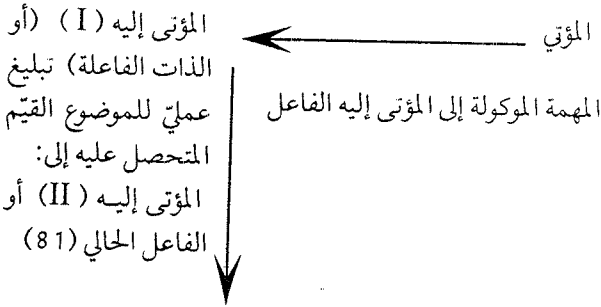 المؤتي
المهمة الموكولة إلى المؤتى إليه الفاعل
المؤتى إليه (I) (أو
الذات الفاعلة) تبليغ
عمليّ للموضوع القيّم
المتحصل عليه إلى:
المؤتى إليـه (II) أو
الفاعل الحالي (81)